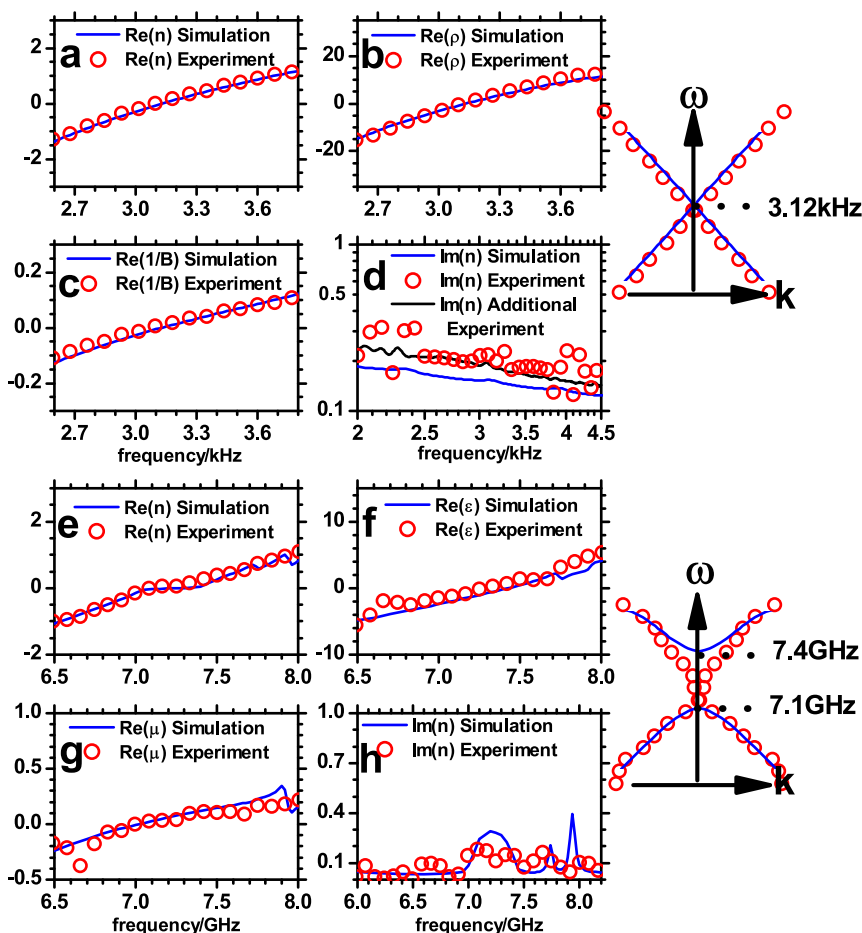 a
Re(n) Simulation
Re(n) Experiment
2
0
-2
2.7 3.0 3.3 3.6
b
Re(ρ) Simulation
Re(ρ) Experiment
20
0
-20
2.7 3.0 3.3 3.6
ω
3.12kHz
k
c
Re(1/B) Simulation
Re(1/B) Experiment
0.2
0.0
-0.2
2.7 3.0 3.3 3.6
frequency/kHz
d
Im(n) Simulation
Im(n) Experiment
Im(n) Additional
Experiment
1
0.5
0.1
2 2.5 3 3.5 4 4.5
frequency/kHz
e
Re(n) Simulation
Re(n) Experiment
2
0
-2
6.5 7.0 7.5 8.0
f
Re(ε) Simulation
Re(ε) Experiment
10
0
-10
6.5 7.0 7.5 8.0
ω
7.4GHz
7.1GHz
k
g
Re(μ) Simulation
Re(μ) Experiment
1.0
0.5
0.0
-0.5
6.5 7.0 7.5 8.0
frequency/GHz
h
Im(n) Simulation
Im(n) Experiment
1.0
0.7
0.4
0.1
6.0 6.5 7.0 7.5 8.0
frequency/GHz